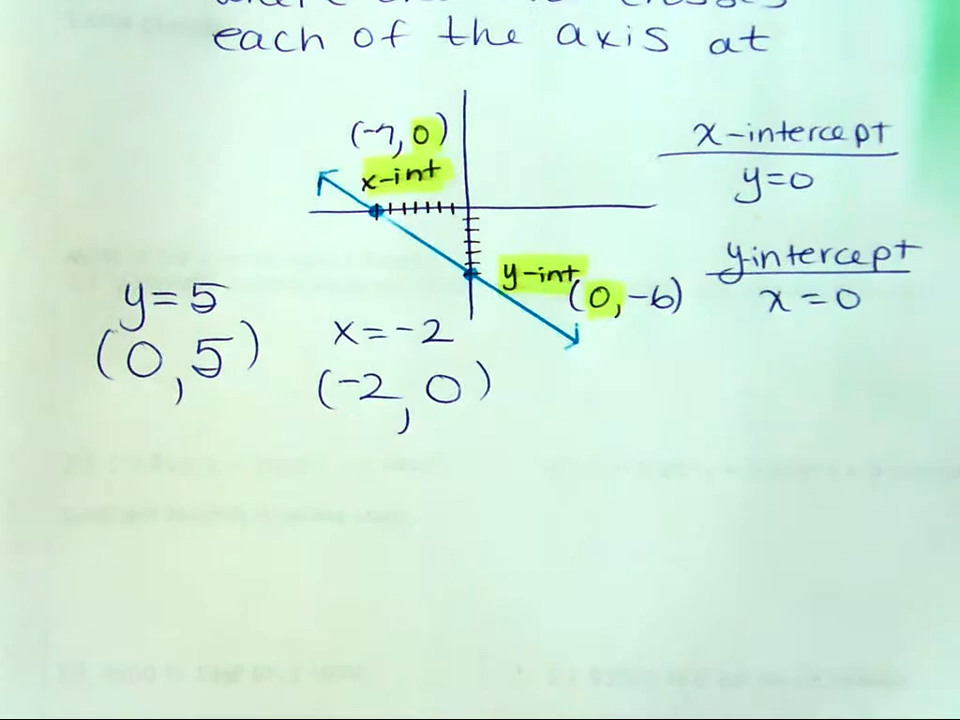 each of the axis at
(-7, 0)
x-int
x-intercept
y=0
y-int
(0, -6)
y intercept
x = 0
y = 5
(0, 5)
x = -2
(-2, 0)